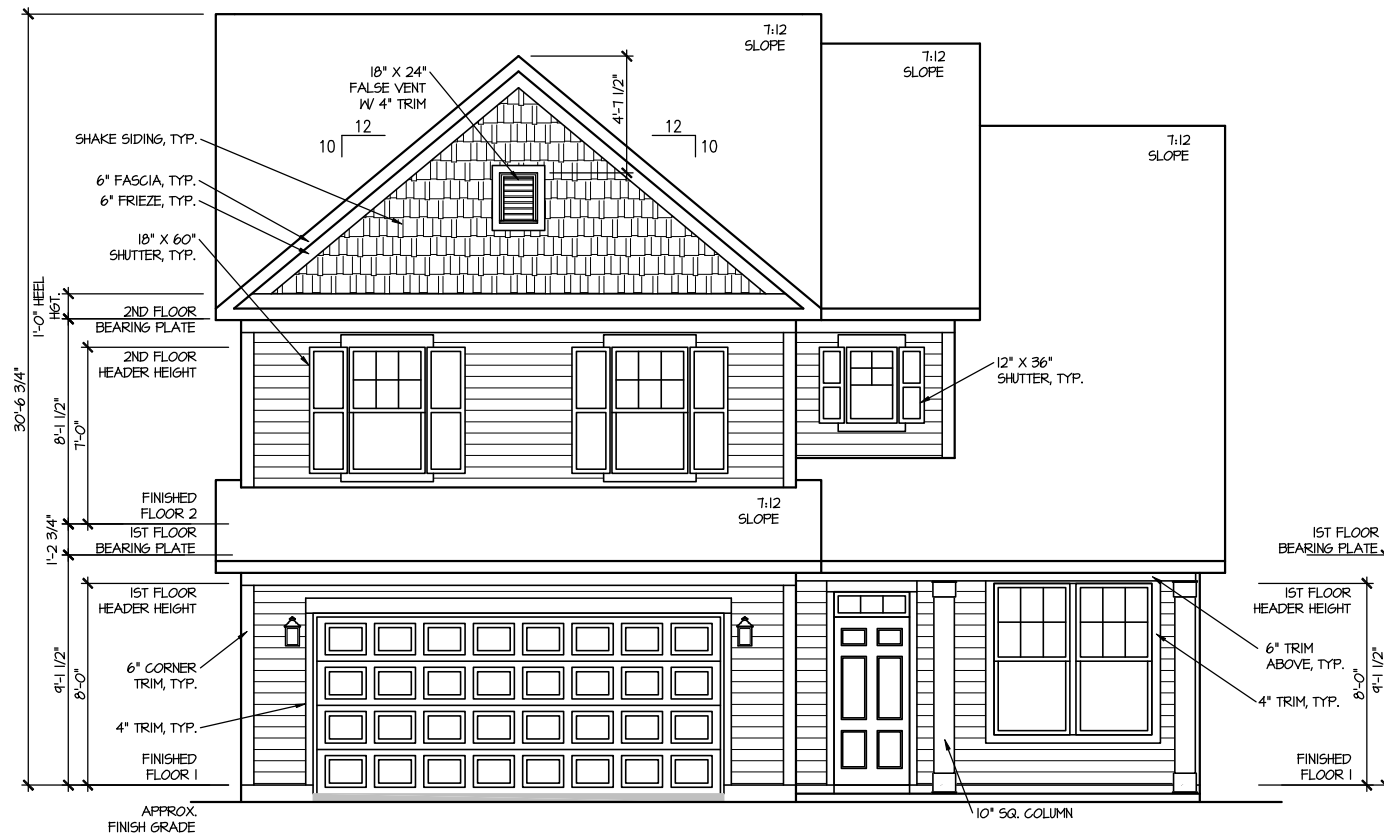 7:12
SLOPE
7:12
SLOPE
7:12
SLOPE
18" X 24"
FALSE VENT
W/ 4" TRIM
4'-7 1/2"
12
10
12
10
SHAKE SIDING, TYP.
6" FASCIA, TYP.
6" FRIEZE, TYP.
18" X 60"
SHUTTER, TYP.
1'-0" HEEL
HGT.
2ND FLOOR
BEARING PLATE
2ND FLOOR
HEADER HEIGHT
12" X 36"
SHUTTER, TYP.
30'-6 3/4"
8'-1 1/2"
7'-0"
FINISHED
FLOOR 2
7:12
SLOPE
1'-2 3/4"
1ST FLOOR
BEARING PLATE
1ST FLOOR
BEARING PLATE
1ST FLOOR
HEADER HEIGHT
1ST FLOOR
HEADER HEIGHT
9'-1 1/2"
8'-0"
6" CORNER
TRIM, TYP.
6" TRIM
ABOVE, TYP.
8'-0"
9'-1 1/2"
4" TRIM, TYP.
4" TRIM, TYP.
FINISHED
FLOOR 1
FINISHED
FLOOR 1
APPROX.
FINISH GRADE
10" SQ. COLUMN